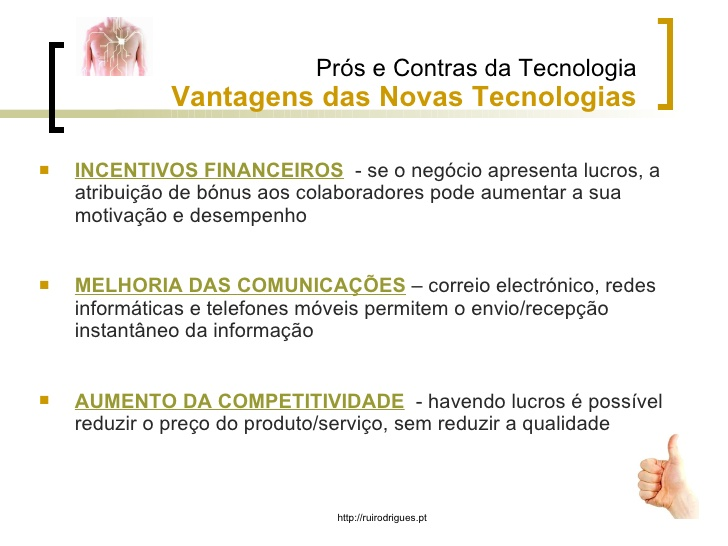 Prós e Contras da Tecnologia
Vantagens das Novas Tecnologias
INCENTIVOS FINANCEIROS - se o negócio apresenta lucros, a
atribuição de bónus aos colaboradores pode aumentar a sua
motivação e desempenho
MELHORIA DAS COMUNICAÇÕES – correio electrónico, redes
informáticas e telefones móveis permitem o envio/recepção
instantâneo da informação
AUMENTO DA COMPETITIVIDADE - havendo lucros é possível
reduzir o preço do produto/serviço, sem reduzir a qualidade
http://ruirodrigues.pt